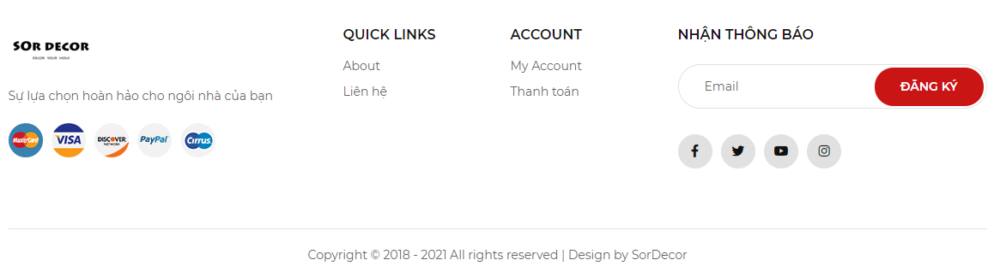 SOr DECOR
DECOR YOUR HOUS
Sự lựa chọn hoàn hảo cho ngôi nhà của bạn
MasterCard
VISA
DISCOVER
NETWORK
PayPal
Cirrus
QUICK LINKS
About
Liên hệ
ACCOUNT
My Account
Thanh toán
NHẬN THÔNG BÁO
Email
ĐĂNG KÝ
Copyright © 2018 - 2021 All rights reserved | Design by SorDecor